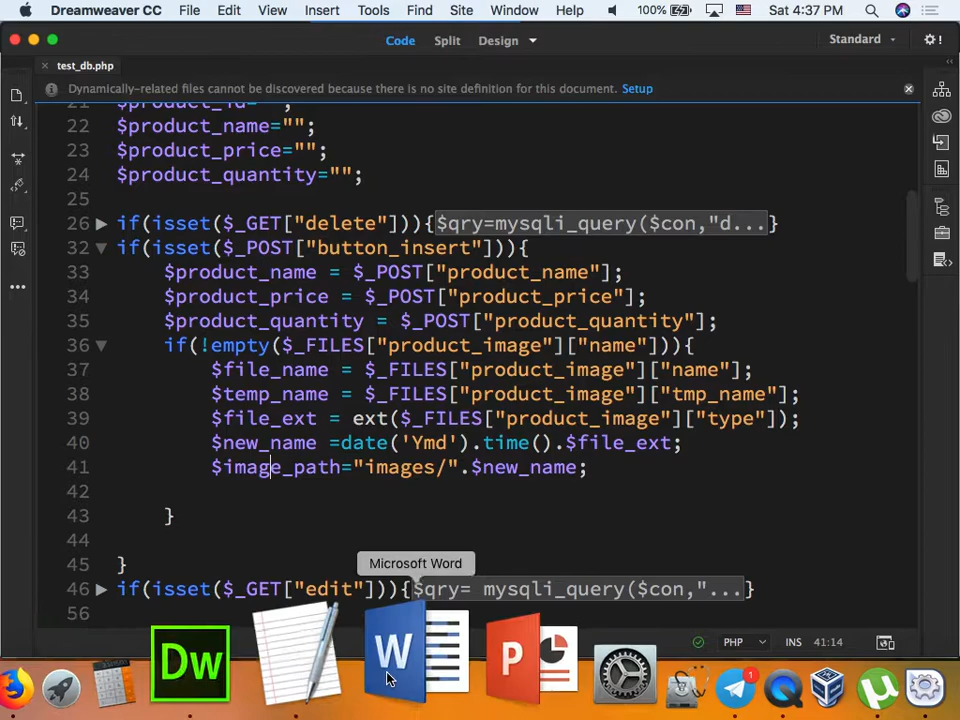 Dreamweaver CC File Edit View Insert Tools Find Site Window Help 100% Sat 4:37 PM
Code Split Design Standard
test_db.php
Dynamically-related files cannot be discovered because there is no site definition for this document. Setup
22 $product_name="";
23 $product_price="";
24 $product_quantity="";
25
26 if(isset($_GET["delete"])){$qry=mysqli_query($con,"d...}
32 if(isset($_POST["button_insert"])){
33 $product_name = $_POST["product_name"];
34 $product_price = $_POST["product_price"];
35 $product_quantity = $_POST["product_quantity"];
36 if(!empty($_FILES["product_image"]["name"])){
37 $file_name = $_FILES["product_image"]["name"];
38 $temp_name = $_FILES["product_image"]["tmp_name"];
39 $file_ext = ext($_FILES["product_image"]["type"]);
40 $new_name =date('Ymd').time().$file_ext;
41 $image_path="images/".$new_name;
42
43 }
44
45 }
Microsoft Word
46 if(isset($_GET["edit"])){$qry= mysqli_query($con,"...}
56
PHP INS 41:14
Dw
W
P
1